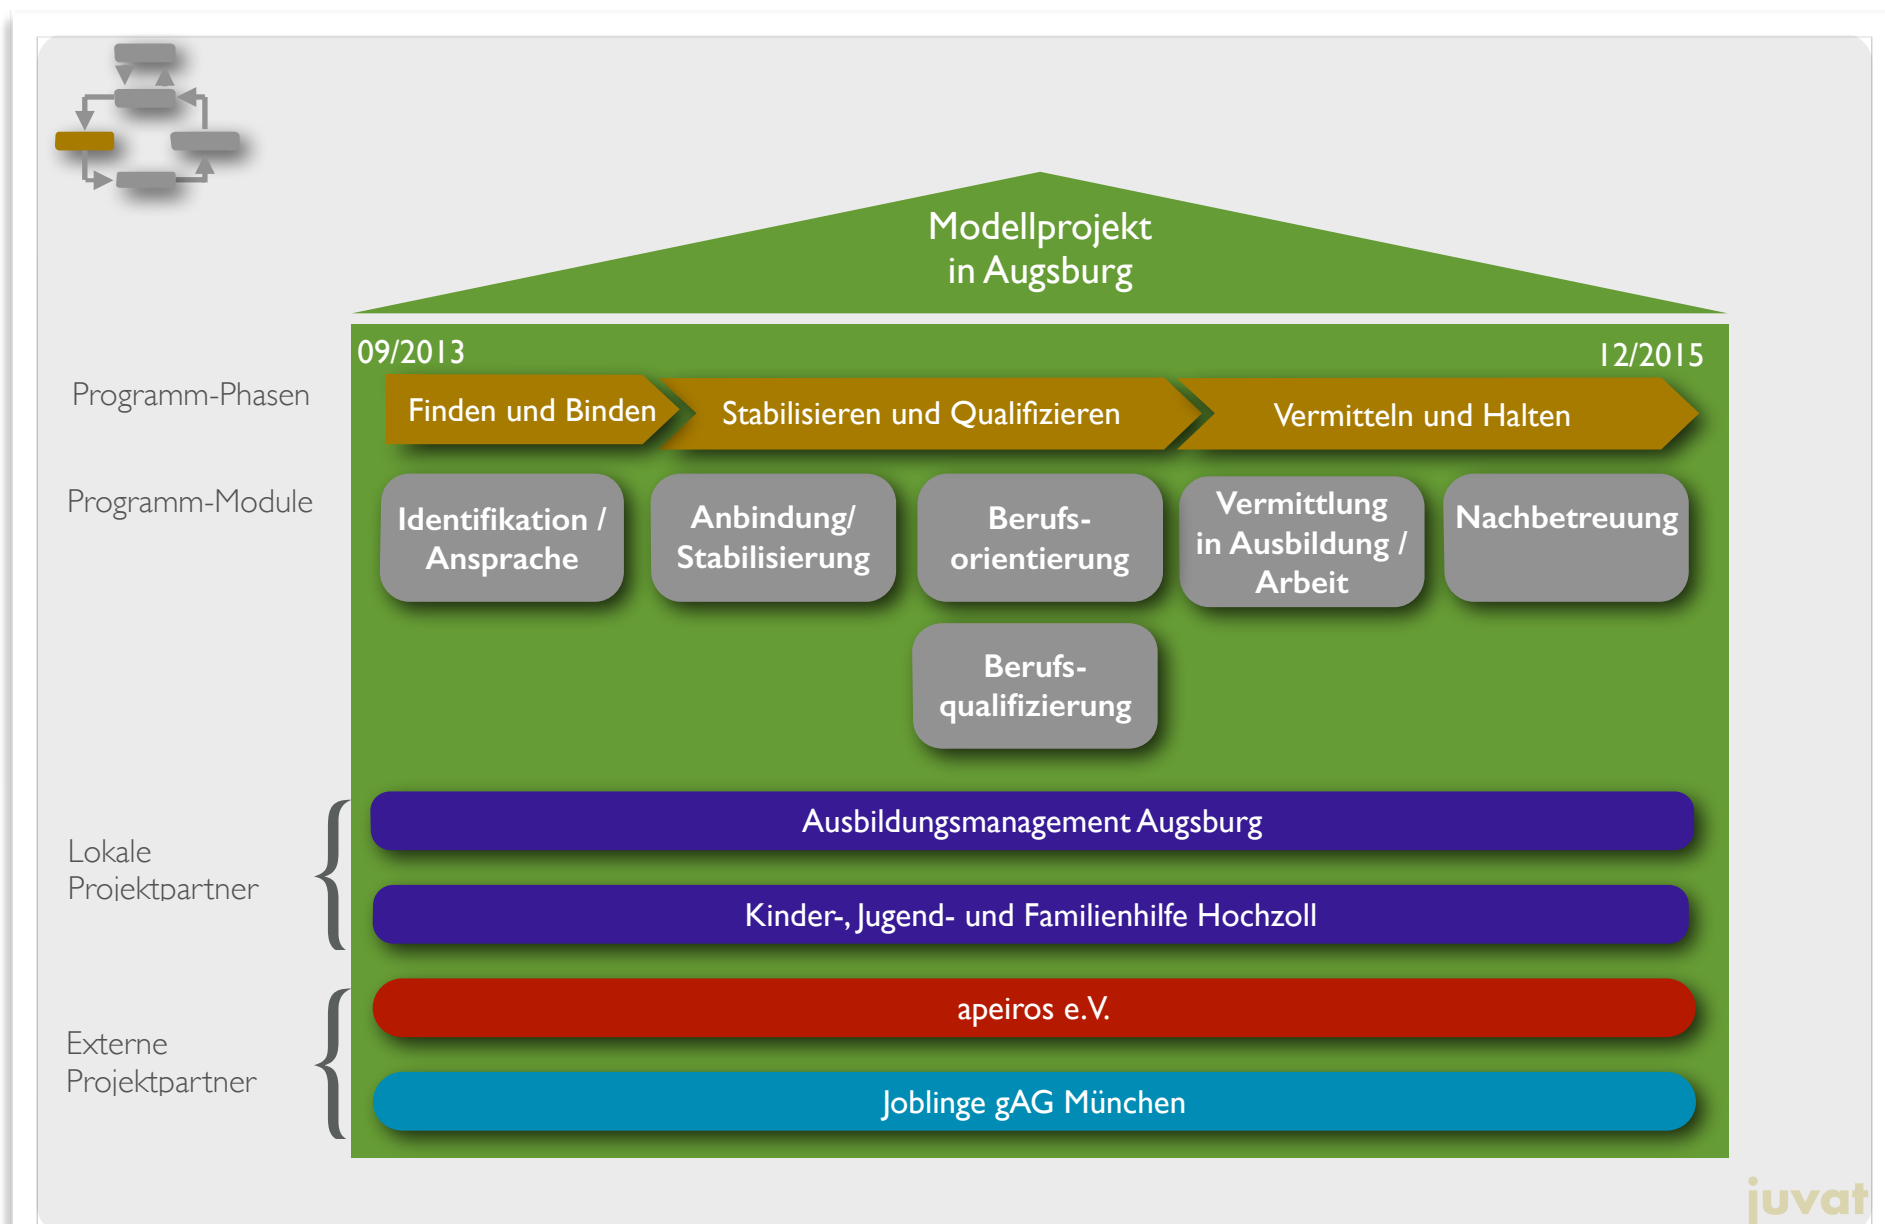 Modellprojekt
in Augsburg
09/2013
12/2015
Programm-Phasen
Finden und Binden
Stabilisieren und Qualifizieren
Vermitteln und Halten
Programm-Module
Identifikation /
Ansprache
Anbindung/
Stabilisierung
Berufs-
orientierung
Vermittlung
in Ausbildung /
Arbeit
Nachbetreuung
Berufs-
qualifizierung
Lokale
Projektpartner
Ausbildungsmanagement Augsburg
Kinder-, Jugend- und Familienhilfe Hochzoll
Externe
Projektpartner
apeiros e.V.
Joblinge gAG München
juvat